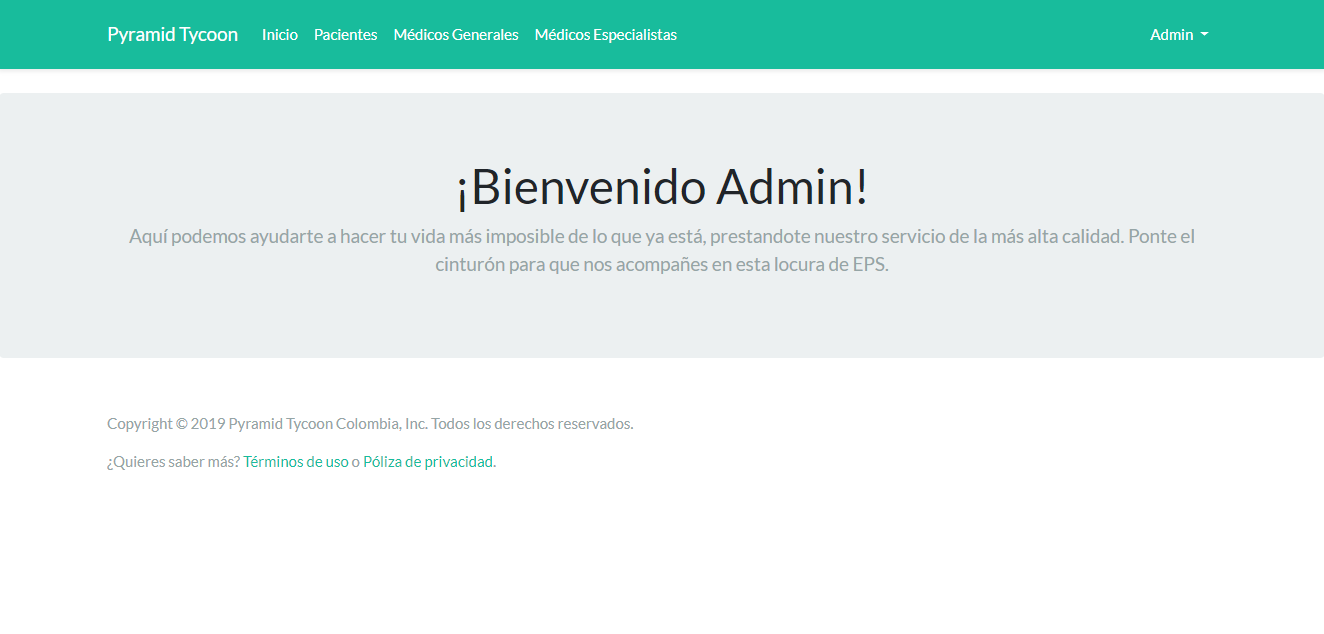 Pyramid Tycoon Inicio Pacientes Médicos Generales Médicos Especialistas Admin
¡Bienvenido Admin!
Aquí podemos ayudarte a hacer tu vida más imposible de lo que ya está, prestandote nuestro servicio de la más alta calidad. Ponte el
cinturón para que nos acompañes en esta locura de EPS.
Copyright © 2019 Pyramid Tycoon Colombia, Inc. Todos los derechos reservados.
¿Quieres saber más? Términos de uso o Póliza de privacidad.